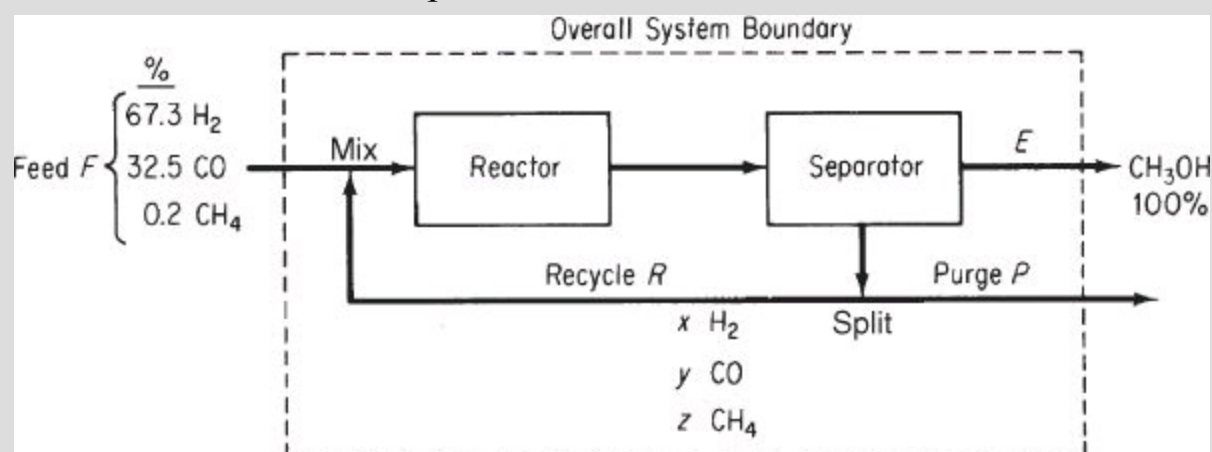 Overall System Boundary
%
67.3 H₂
Feed F
32.5 CO
0.2 CH₄
Mix
Reactor
Separator
E
CH₃OH
100%
Recycle R
Purge P
x H₂
Split
y CO
z CH₄